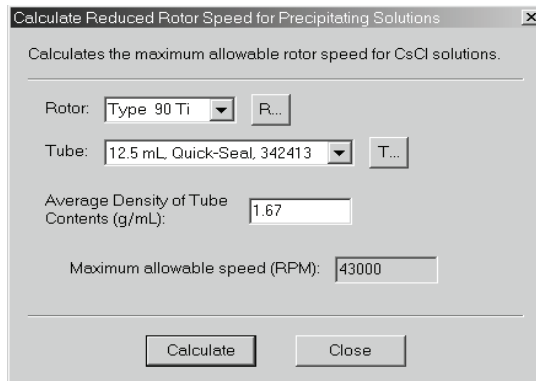 Calculate Reduced Rotor Speed for Precipitating Solutions
Calculates the maximum allowable rotor speed for CsCl solutions.
Rotor: Type 90 Ti R...
Tube: 12.5 mL, Quick-Seal, 342413 T...
Average Density of Tube
Contents (g/mL): 1.67
Maximum allowable speed (RPM): 43000
Calculate Close